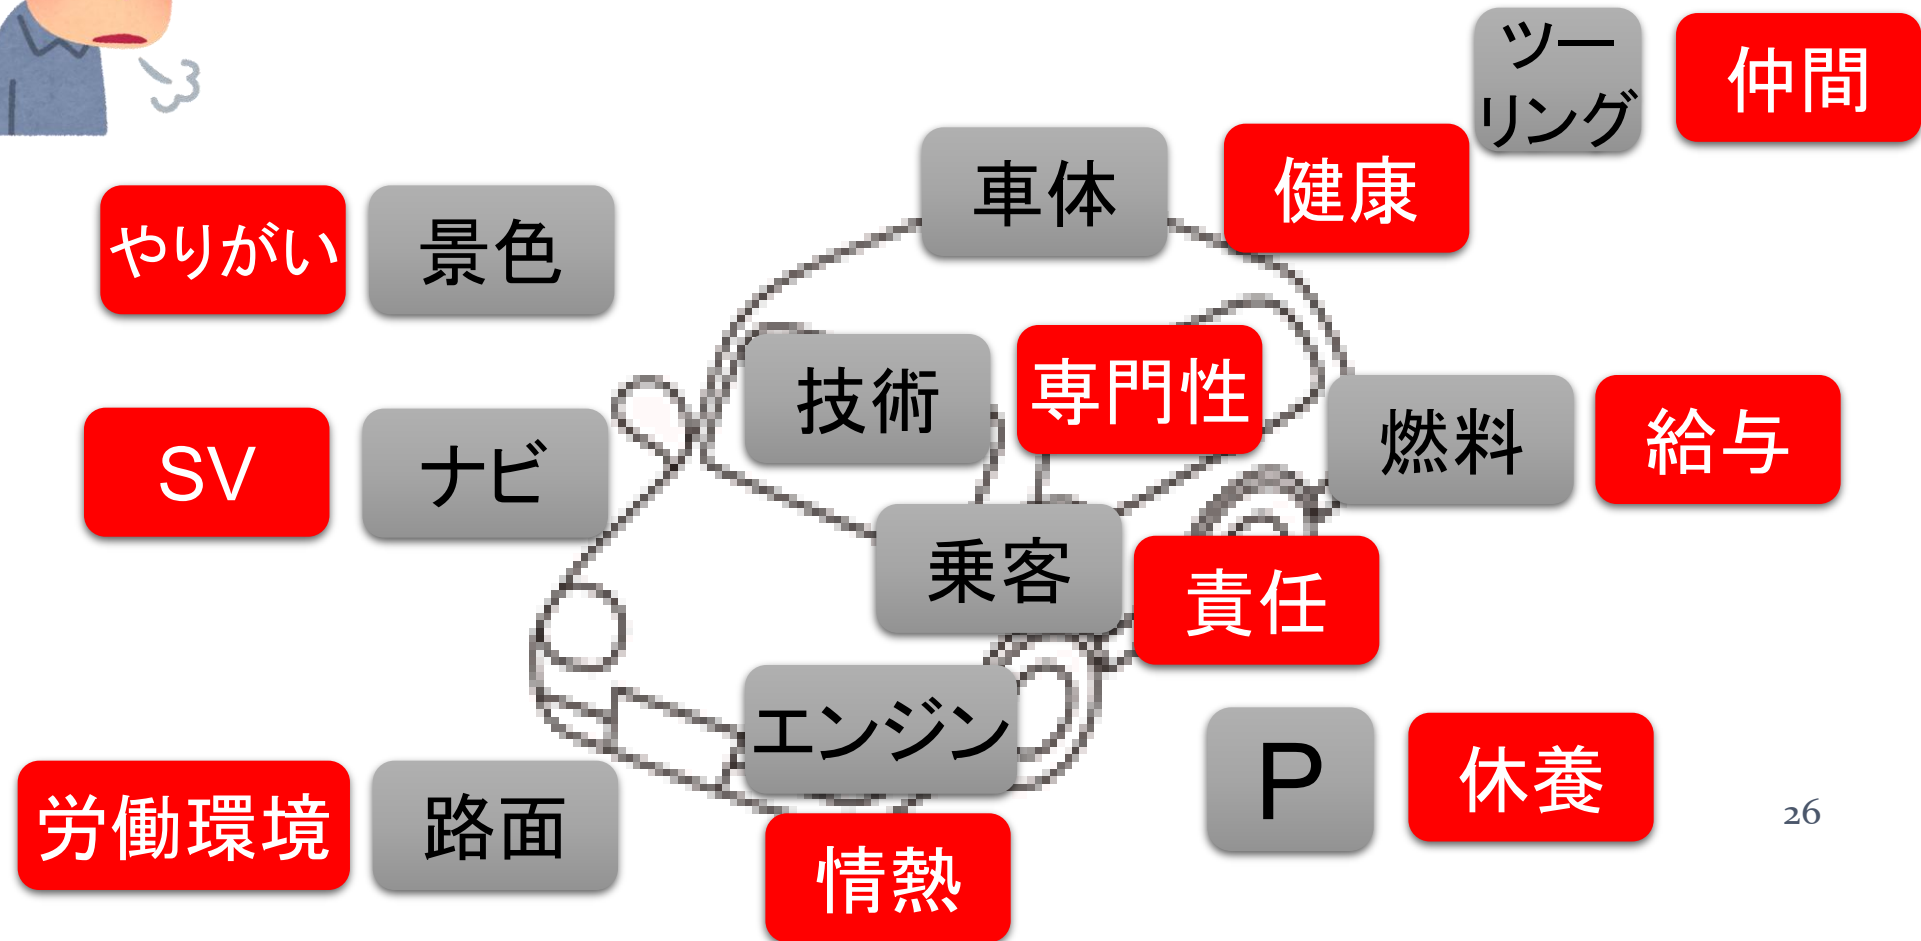 ツー
リング
仲間
車体
健康
やりがい
景色
技術
専門性
燃料
給与
SV
ナビ
乗客
責任
エンジン
P
休養
労働環境
路面
情熱
26